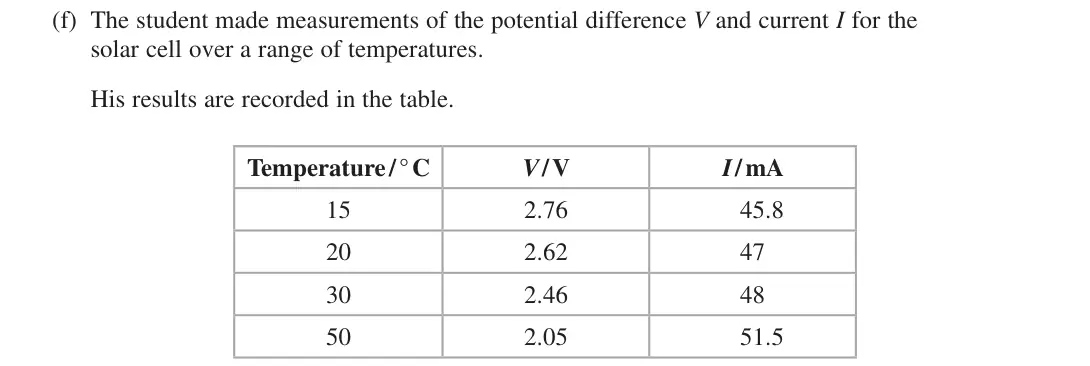 (f) The student made measurements of the potential difference V and current I for the
solar cell over a range of temperatures.
His results are recorded in the table.
Temperature/°C V/V I/mA
15 2.76 45.8
20 2.62 47
30 2.46 48
50 2.05 51.5